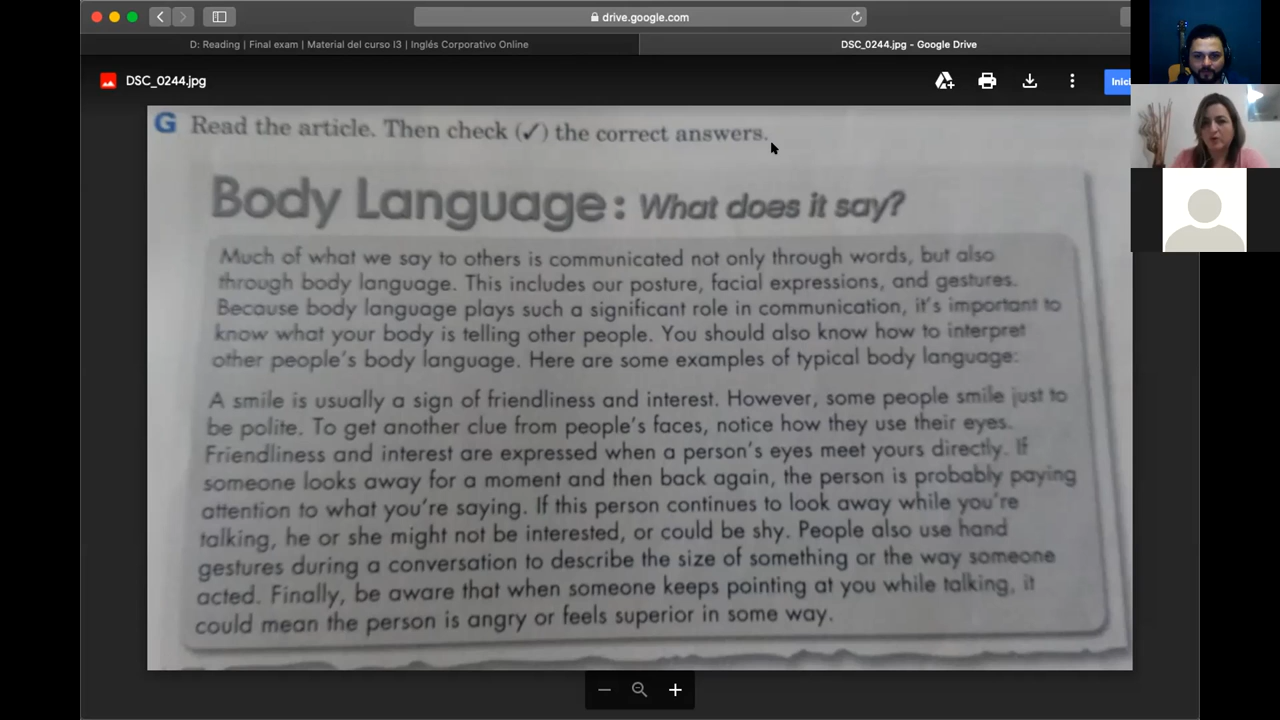 drive.google.com
D: Reading | Final exam | Material del curso I3 | Inglés Corporativo Online
DSC_0244.jpg - Google Drive
DSC_0244.jpg
Inic
G Read the article. Then check (✓) the correct answers.
Body Language: What does it say?
Much of what we say to others is communicated not only through words, but also
through body language. This includes our posture, facial expressions, and gestures.
Because body language plays such a significant role in communication, it's important to
know what your body is telling other people. You should also know how to interpret
other people's body language. Here are some examples of typical body language:
A smile is usually a sign of friendliness and interest. However, some people smile just to
be polite. To get another clue from people's faces, notice how they use their eyes.
Friendliness and interest are expressed when a person's eyes meet yours directly. If
someone looks away for a moment and then back again, the person is probably paying
attention to what you're saying. If this person continues to look away while you're
talking, he or she might not be interested, or could be shy. People also use hand
gestures during a conversation to describe the size of something or the way someone
acted. Finally, be aware that when someone keeps pointing at you while talking, it
could mean the person is angry or feels superior in some way.